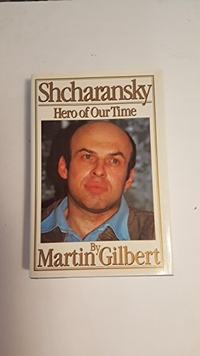 Shcharansky
Hero of Our Time
By
Martin Gilbert